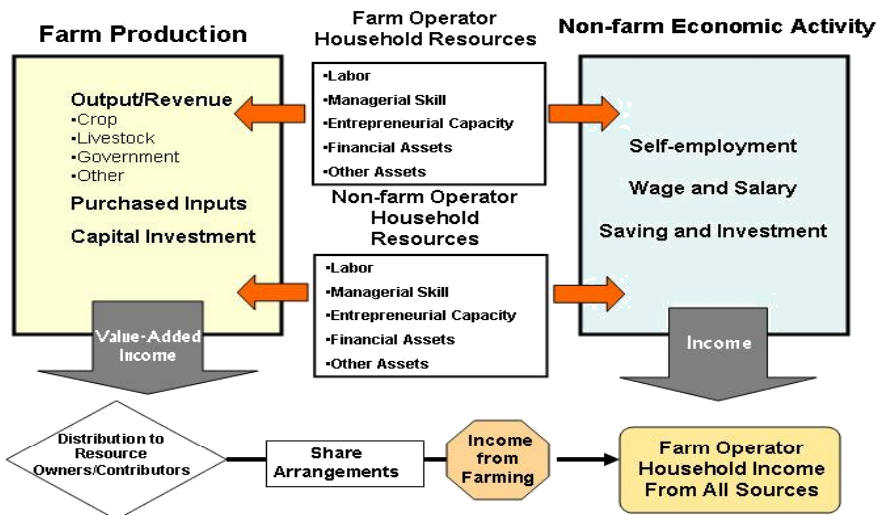 Farm Production
Farm Operator
Household Resources
Non-farm Economic Activity
Output/Revenue
•Crop
•Livestock
•Government
•Other
Purchased Inputs
Capital Investment
•Labor
•Managerial Skill
•Entrepreneurial Capacity
•Financial Assets
•Other Assets
Non-farm Operator
Household
Resources
•Labor
•Managerial Skill
•Entrepreneurial Capacity
•Financial Assets
•Other Assets
Self-employment
Wage and Salary
Saving and Investment
Value-Added
Income
Income
Distribution to
Resource
Owners/Contributors
Share
Arrangements
Income
from
Farming
Farm Operator
Household Income
From All Sources